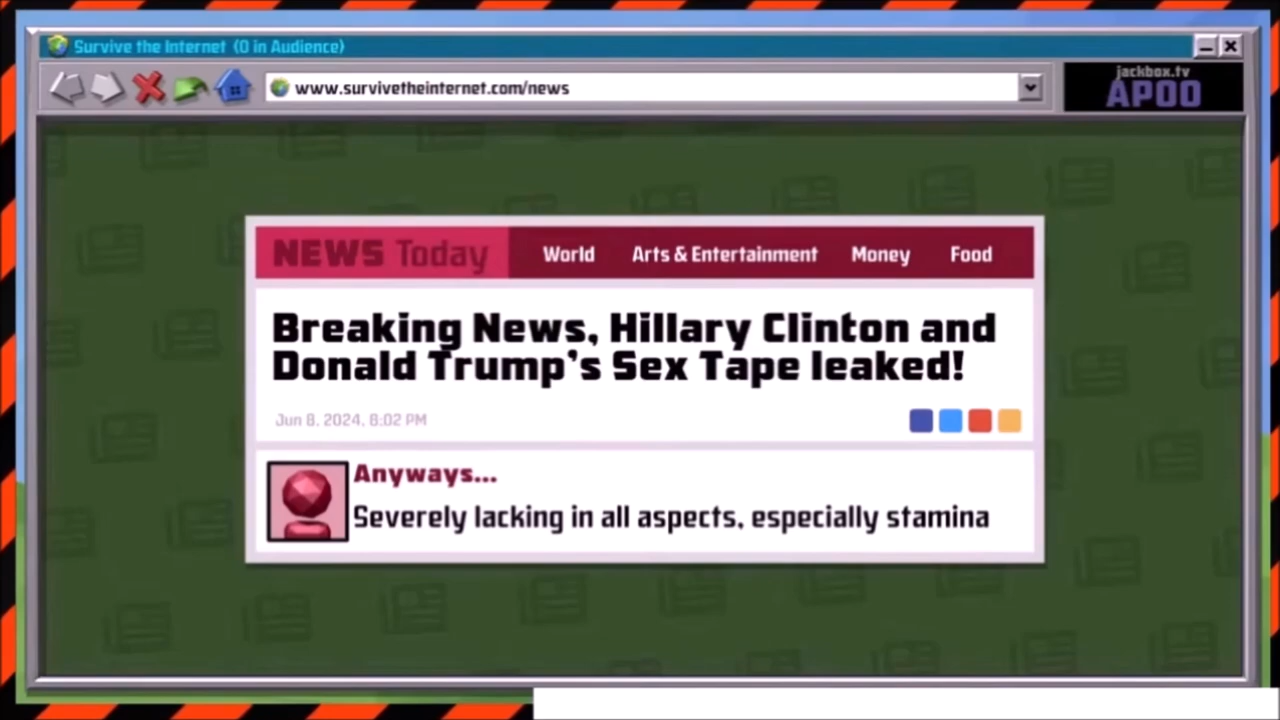 Survive the Internet (0 in Audience)
www.survivetheinternet.com/news
jackbox.tv
APOO
NEWS Today World Arts & Entertainment Money Food
Breaking News, Hillary Clinton and
Donald Trump's Sex Tape leaked!
Jun 8, 2024, 8:02 PM
Anyways...
Severely lacking in all aspects, especially stamina